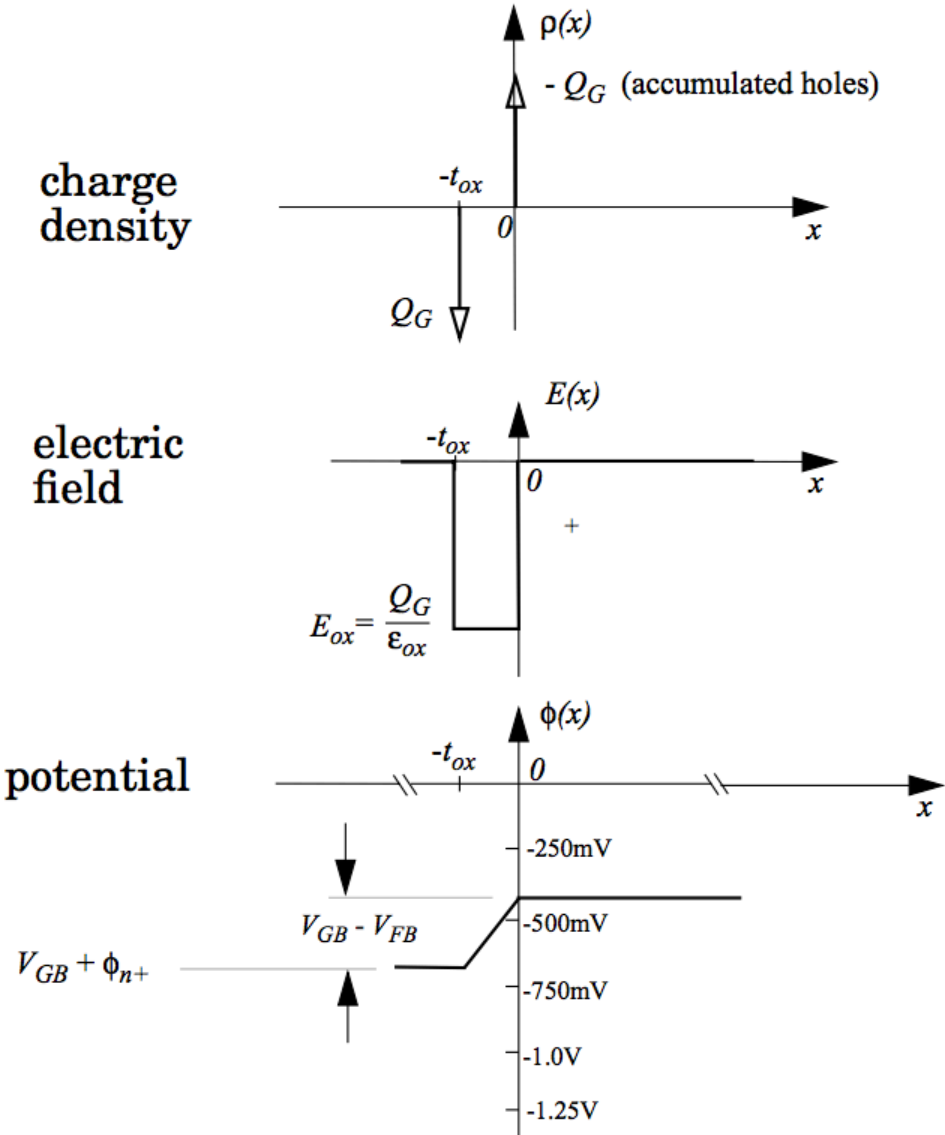 ρ(x)
- Q_G (accumulated holes)
charge
density
-t_ox
0
x
Q_G
E(x)
electric
field
-t_ox
0
x
+
E_ox = Q_G / ε_ox
ϕ(x)
potential
-t_ox
0
x
-250mV
V_GB - V_FB
-500mV
V_GB + ϕ_n+
-750mV
-1.0V
-1.25V